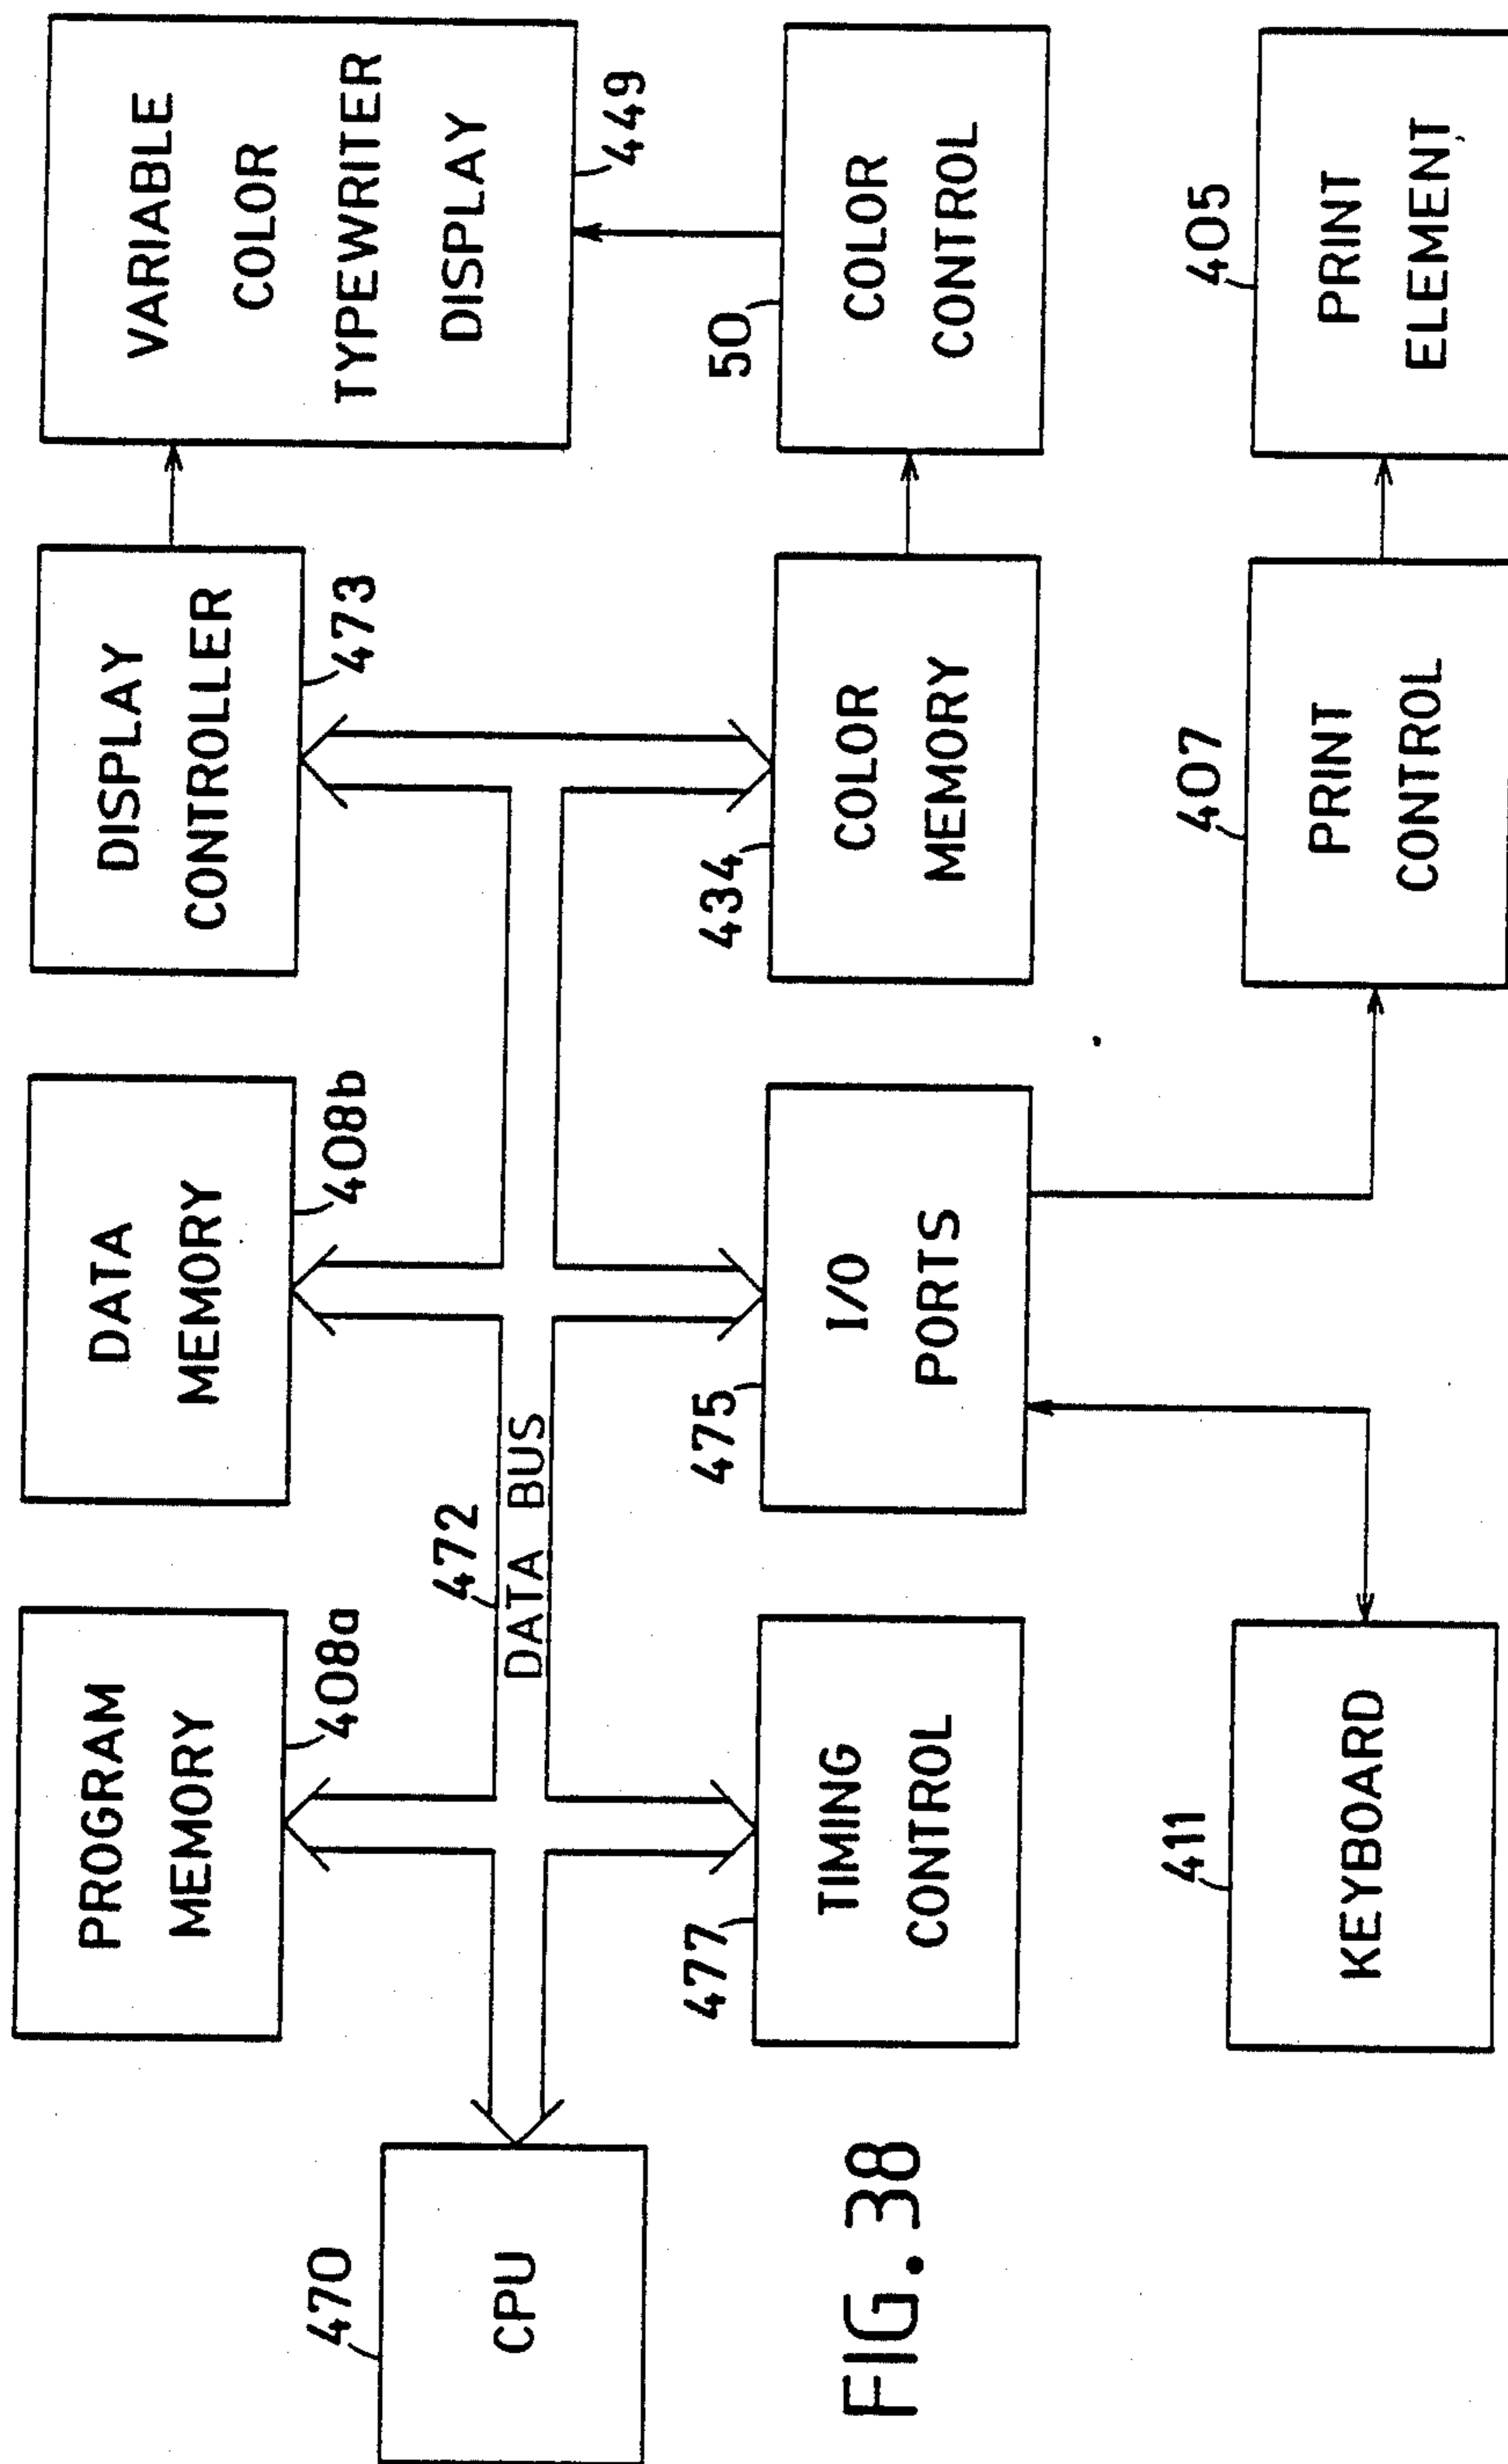 PROGRAM
MEMORY
408a
DATA
MEMORY
408b
DISPLAY
CONTROLLER
473
VARIABLE
COLOR
TYPEWRITER
DISPLAY
449
470
CPU
472
DATA BUS
477
TIMING
CONTROL
475
I/O
PORTS
434
COLOR
MEMORY
50
COLOR
CONTROL
411
KEYBOARD
407
PRINT
CONTROL
405
PRINT
ELEMENT
FIG. 38